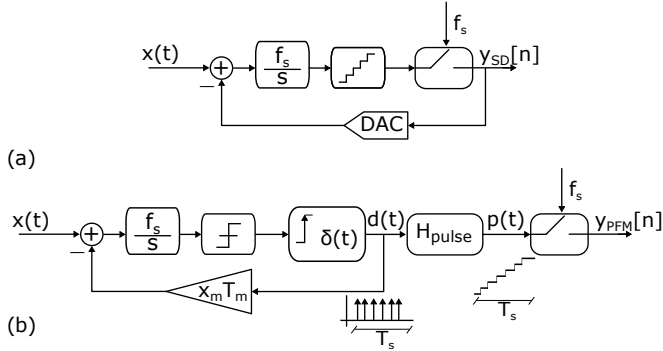 f_s
x(t)
+
−
f_s
s
y_SD[n]
DAC
(a)
f_s
x(t)
+
−
f_s
s
δ(t)
d(t)
H_pulse
p(t)
y_PFM[n]
x_m T_m
T_s
T_s
(b)